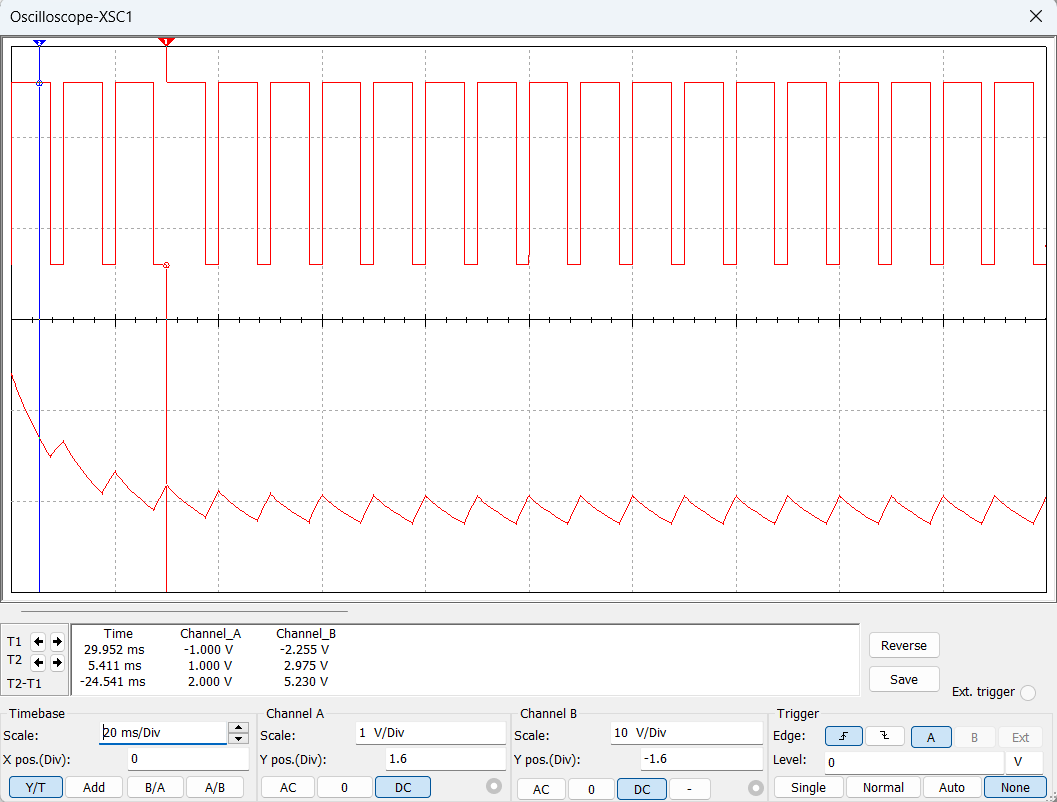 Oscilloscope-XSC1
2
1
Time Channel_A Channel_B
T1 29.952 ms -1.000 V -2.255 V
T2 5.411 ms 1.000 V 2.975 V
T2-T1 -24.541 ms 2.000 V 5.230 V
Reverse
Save
Ext. trigger
Timebase
Scale: 20 ms/Div
X pos.(Div): 0
Y/T Add B/A A/B
Channel A
Scale: 1 V/Div
Y pos.(Div): 1.6
AC 0 DC
Channel B
Scale: 10 V/Div
Y pos.(Div): -1.6
AC 0 DC -
Trigger
Edge: A B Ext
Level: 0 V
Single Normal Auto None